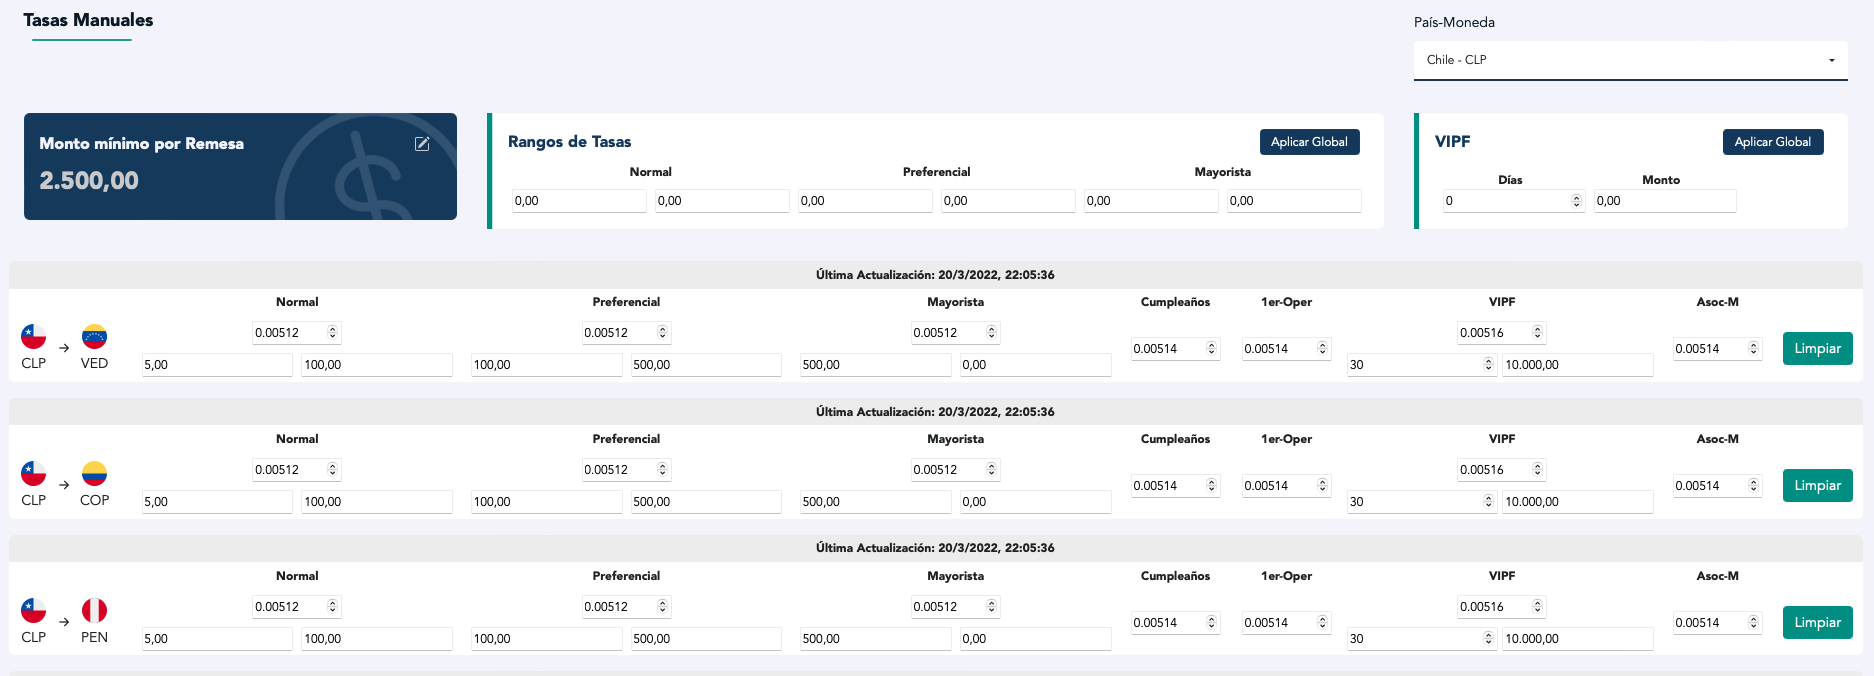 Tasas Manuales
País-Moneda
Chile - CLP
Monto mínimo por Remesa
2.500,00
Rangos de Tasas
Aplicar Global
Normal Preferencial Mayorista
0,00 0,00 0,00 0,00 0,00 0,00
VIPF
Aplicar Global
Días Monto
0 0,00
Última Actualización: 20/3/2022, 22:05:36
Normal Preferencial Mayorista Cumpleaños 1er-Oper VIPF Asoc-M
0.00512 0.00512 0.00512 0.00516
0.00514 0.00514 0.00514 Limpiar
CLP → VED 5,00 100,00 100,00 500,00 500,00 0,00 30 10.000,00
Última Actualización: 20/3/2022, 22:05:36
Normal Preferencial Mayorista Cumpleaños 1er-Oper VIPF Asoc-M
0.00512 0.00512 0.00512 0.00516
0.00514 0.00514 0.00514 Limpiar
CLP → COP 5,00 100,00 100,00 500,00 500,00 0,00 30 10.000,00
Última Actualización: 20/3/2022, 22:05:36
Normal Preferencial Mayorista Cumpleaños 1er-Oper VIPF Asoc-M
0.00512 0.00512 0.00512 0.00516
0.00514 0.00514 0.00514 Limpiar
CLP → PEN 5,00 100,00 100,00 500,00 500,00 0,00 30 10.000,00